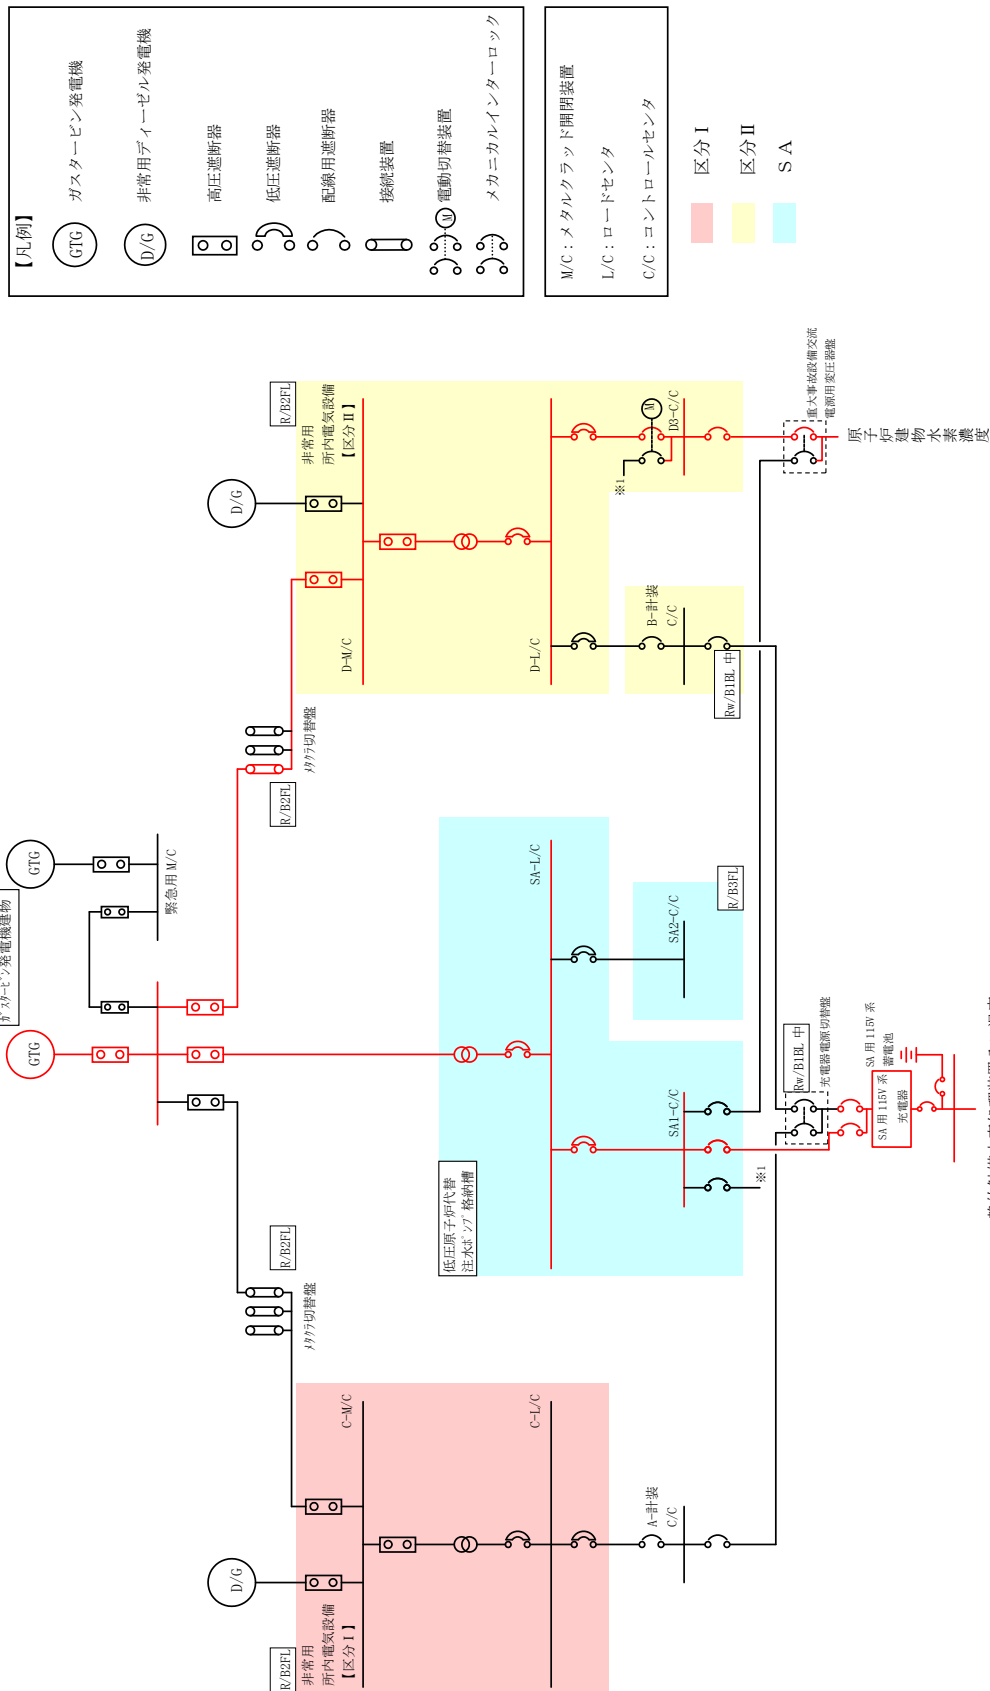 【凡例】
GTG
ガスタービン発電機
D/G
非常用ディーゼル発電機
高圧遮断器
低圧遮断器
配線用遮断器
接続装置
M
電動切替装置
メカニカルインターロック
M/C：メタルクラッド開閉装置
L/C：ロードセンタ
C/C：コントロールセンタ
区分Ⅰ
区分Ⅱ
ＳＡ
ガスタービン発電機建物
GTG
GTG
緊急用 M/C
R/B2FL
メタクラ切替盤
R/B2FL
メタクラ切替盤
R/B2FL
非常用
所内電気設備
【区分Ⅱ】
D/G
D-M/C
D-L/C
M
※1
D3-C/C
B-計装
C/C
Rw/B1BL 中
重大事故設備交流
電源用変圧器盤
原子炉建物水素濃度
SA-L/C
SA2-C/C
R/B3FL
低圧原子炉代替
注水ポンプ格納槽
SA1-C/C
※1
Rw/B1BL 中
充電器電源切替盤
SA 用 115V 系
充電器
SA 用 115V 系
蓄電池
R/B2FL
非常用
所内電気設備
【区分Ⅰ】
D/G
C-M/C
C-L/C
A-計装
C/C